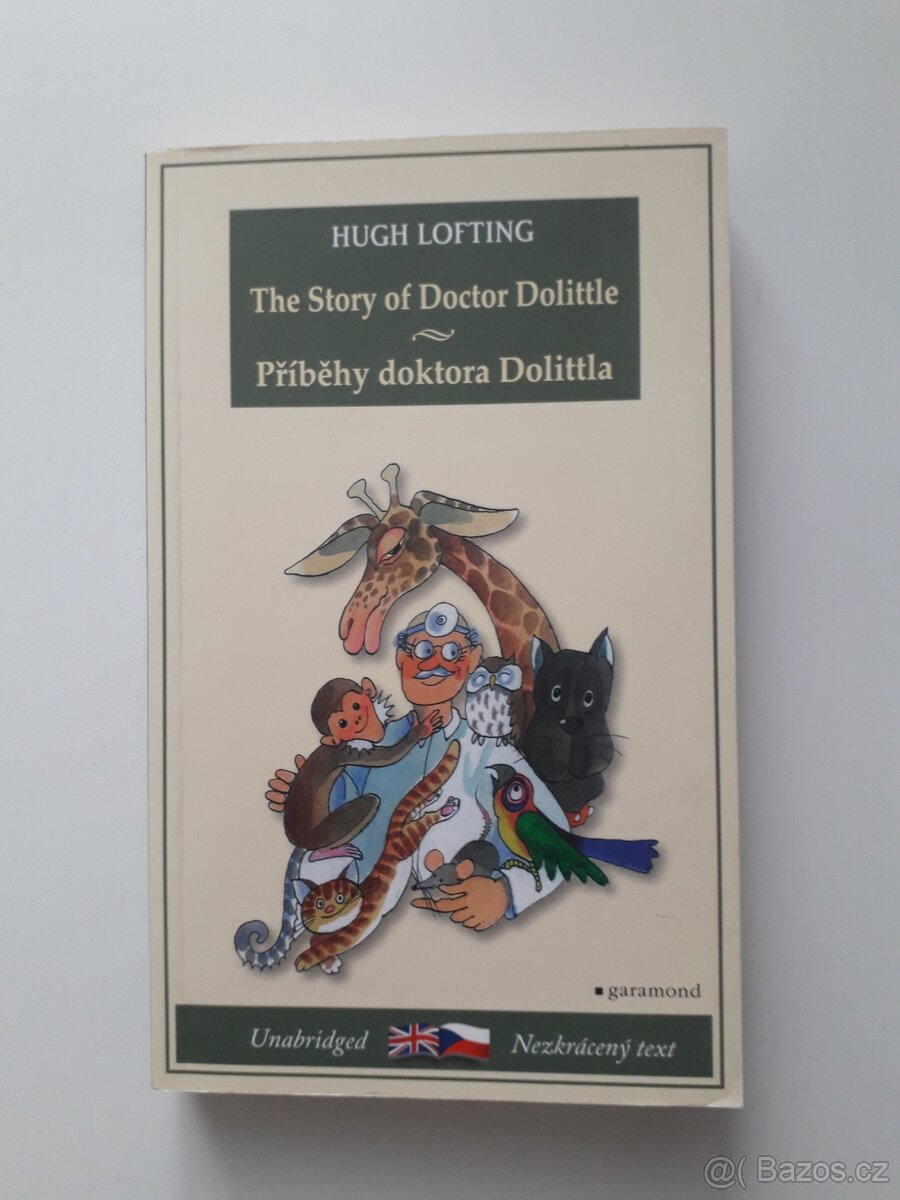 HUGH LOFTING
The Story of Doctor Dolittle
Příběhy doktora Dolittla
garamond
Unabridged
Nezkrácený text
@( Bazos.cz